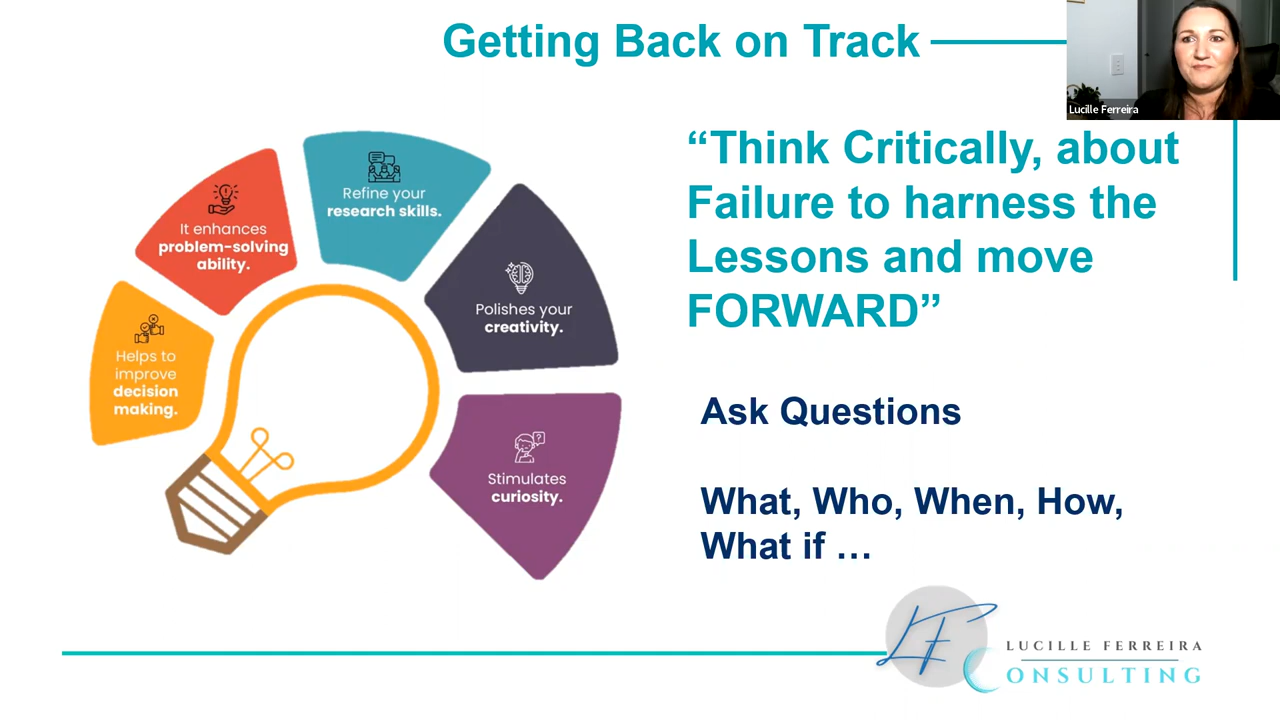 Getting Back on Track
Lucille Ferreira
“Think Critically, about
Failure to harness the
Lessons and move
FORWARD”
Ask Questions
What, Who, When, How,
What if …
Helps to
improve
decision
making.
It enhances
problem-solving
ability.
Refine your
research skills.
Polishes your
creativity.
Stimulates
curiosity.
LF
LUCILLE FERREIRA
CONSULTING